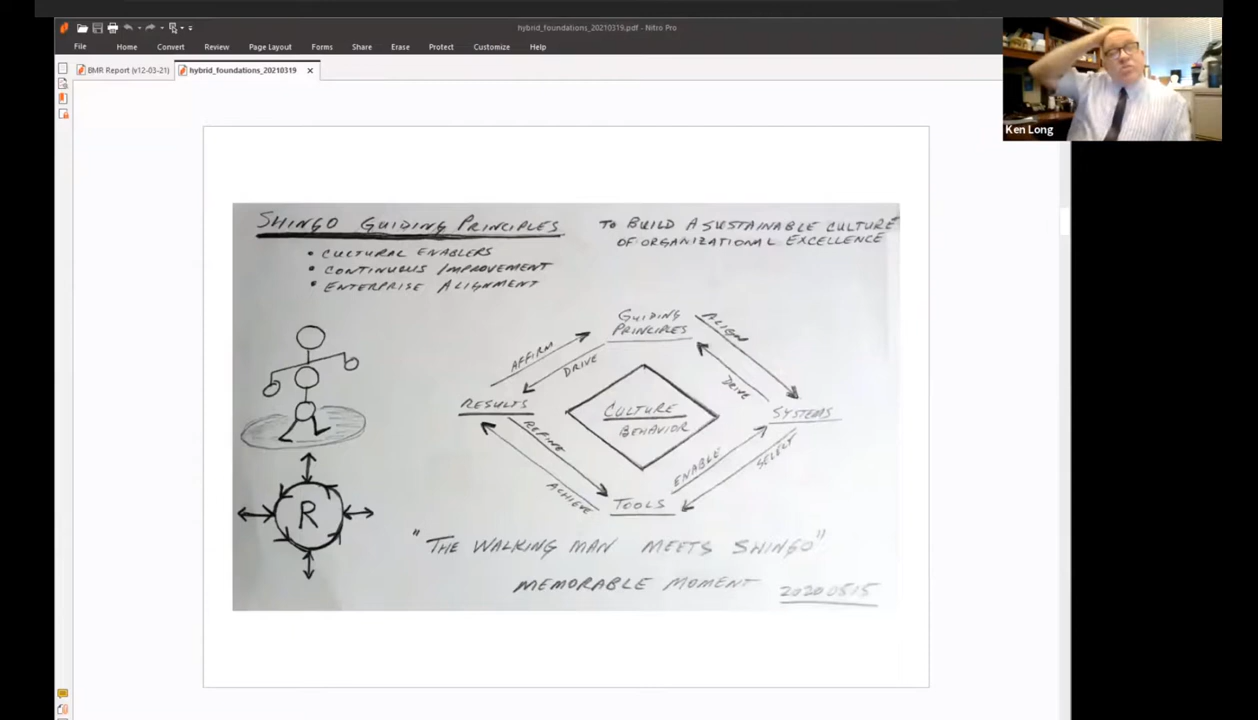 hybrid_foundations_20210319.pdf - Nitro Pro
File Home Convert Review Page Layout Forms Share Erase Protect Customize Help
BMR Report (v12-03-21) hybrid_foundations_20210319
Ken Long
SHINGO GUIDING PRINCIPLES
TO BUILD A SUSTAINABLE CULTURE
OF ORGANIZATIONAL EXCELLENCE
• CULTURAL ENABLERS
• CONTINUOUS IMPROVEMENT
• ENTERPRISE ALIGNMENT
GUIDING
PRINCIPLES
ALIGN
AFFIRM
DRIVE
DRIVE
RESULTS
CULTURE
BEHAVIOR
SYSTEMS
REFINE
ENABLE
SELECT
ACHIEVE
TOOLS
R
"THE WALKING MAN MEETS SHINGO"
MEMORABLE MOMENT 20200515